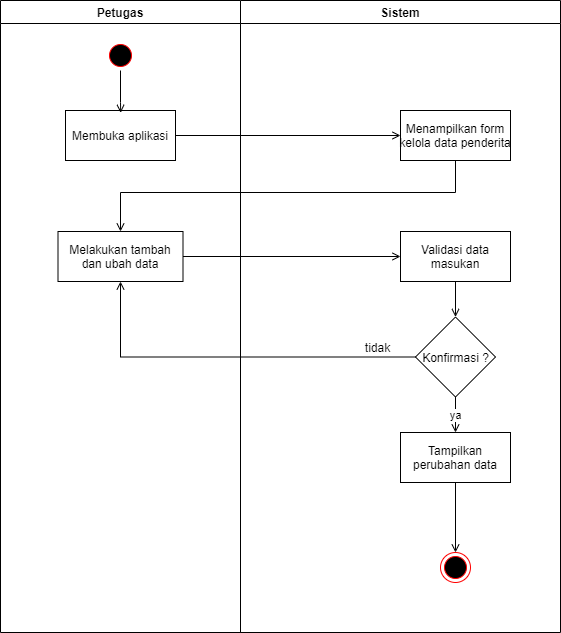 Petugas
Sistem
Membuka aplikasi
Menampilkan form
kelola data penderita
Melakukan tambah
dan ubah data
Validasi data
masukan
tidak
Konfirmasi ?
ya
Tampilkan
perubahan data